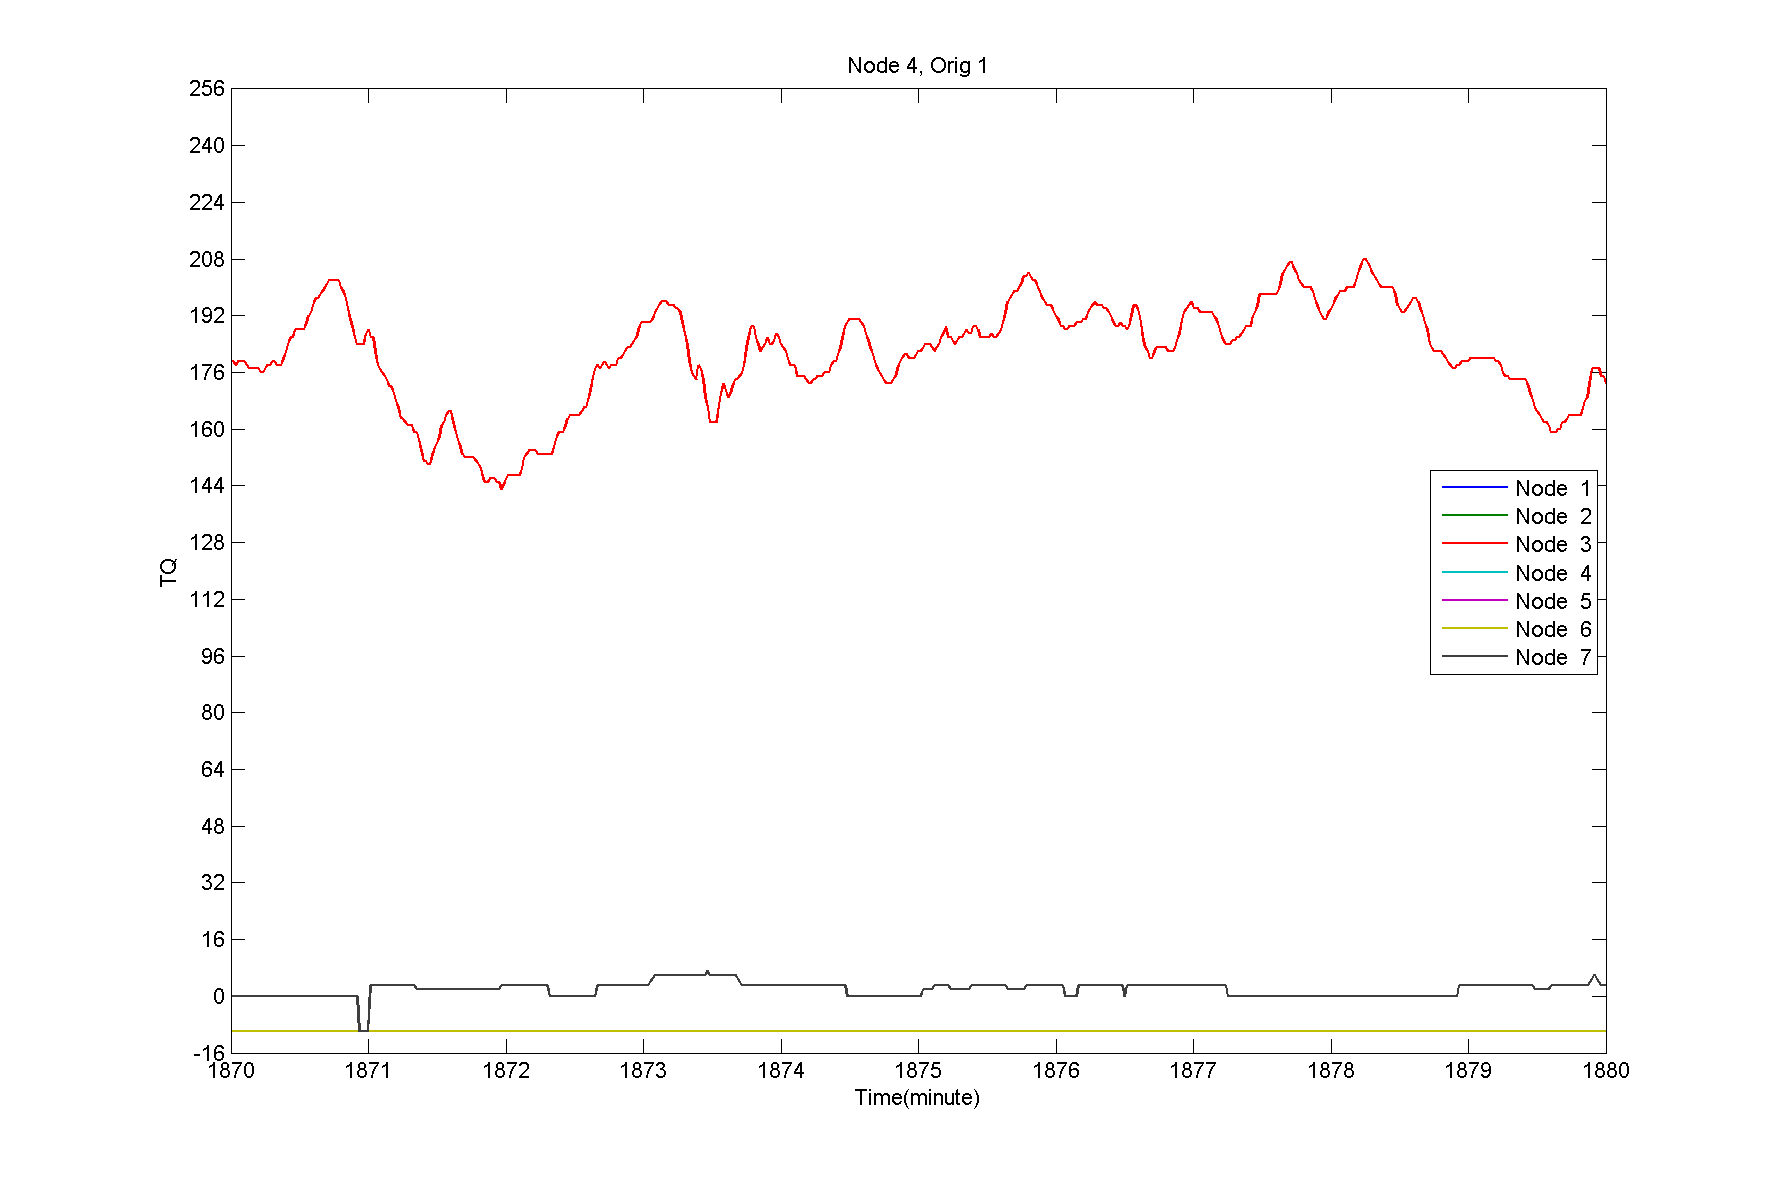 Node 4, Orig 1
256
240
224
208
192
176
160
144
128
112
96
80
64
48
32
16
0
-16
TQ
Node 1
Node 2
Node 3
Node 4
Node 5
Node 6
Node 7
1870 1871 1872 1873 1874 1875 1876 1877 1878 1879 1880
Time(minute)